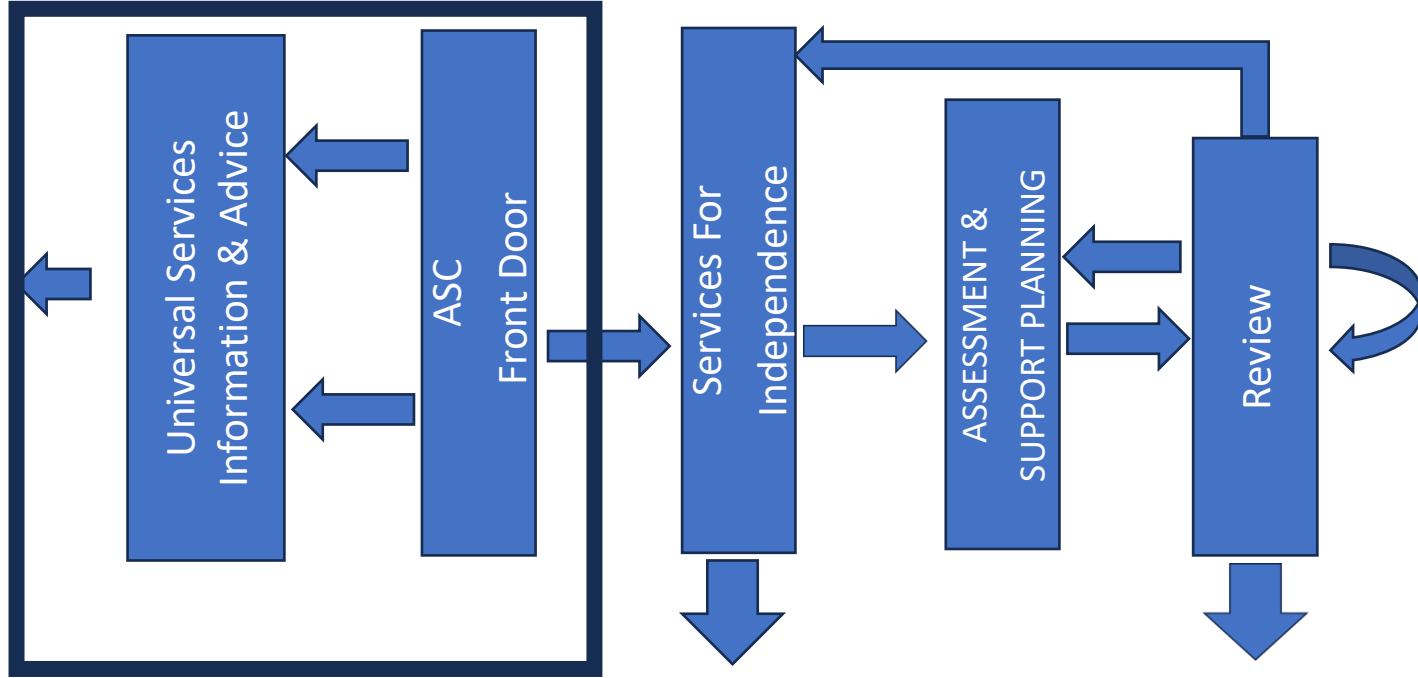 Universal Services
Information & Advice
ASC
Front Door
Services For
Independence
ASSESSMENT &
SUPPORT PLANNING
Review